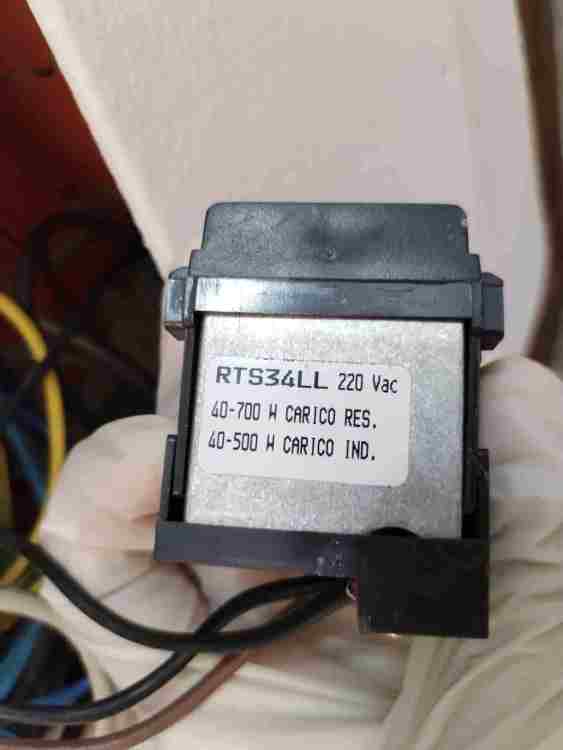 RTS34LL 220 Vac
40-700 W CARICO RES.
40-500 W CARICO IND.